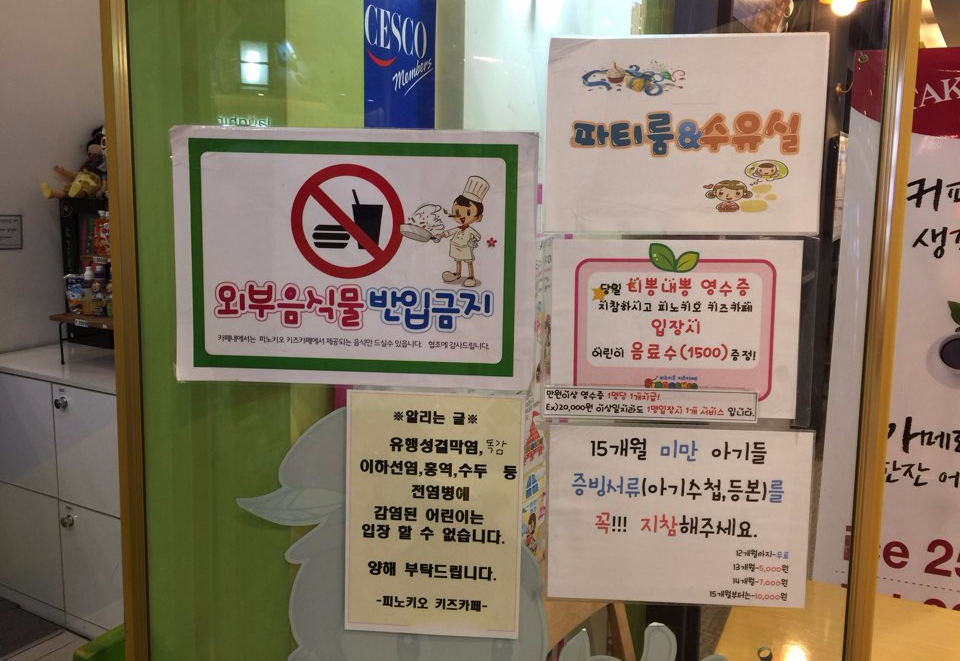 CESCO
Members
파티룸&수유실
외부음식물 반입금지
카페내에서는 피노키오 키즈카페에서 제공되는 음식만 드실수 있읍니다. 협조에 감사드립니다.
당일 띠뽕내뽀 영수증
지참하시고 피노키오 키즈카페
입장시
어린이 음료수(1500)증정!
만원이상 영수증 1명당 1개지급!
Ex)20,000원 이상일지라도 1명입장시 1개 서비스 입니다.
※알리는 글※
유행성결막염, 독감
이하선염,홍역,수두 등
전염병에
감염된 어린이는
입장 할 수 없습니다.
양해 부탁드립니다.
-피노키오 키즈카페-
15개월 미만 아기들
증빙서류(아기수첩,등본)를
꼭!!! 지참해주세요.
12개월까지-무료
13개월-5,000원
14개월-7,000원
15개월부터는-10,000원